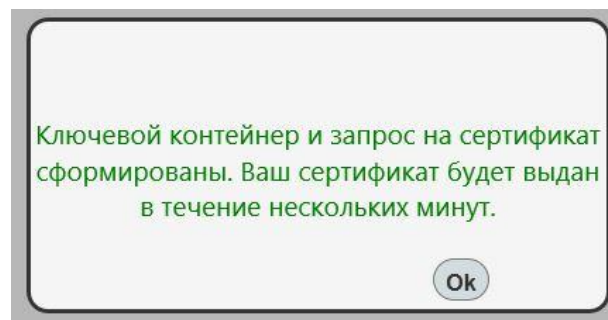 Ключевой контейнер и запрос на сертификат
сформированы. Ваш сертификат будет выдан
в течение нескольких минут.
Ok